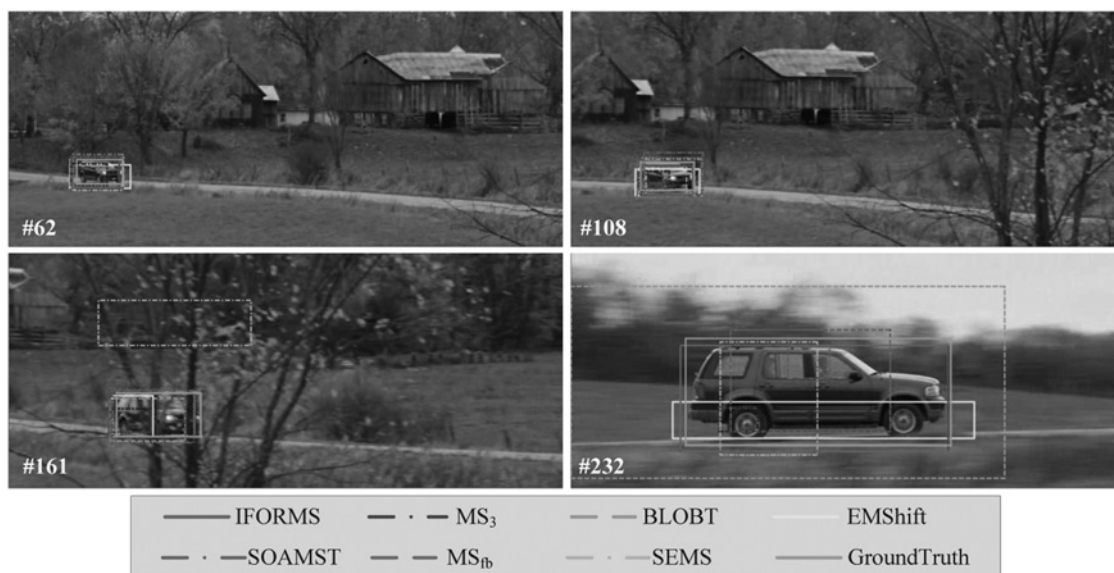 #62
#108
#161
#232
IFORMS MS₃ BLOBT EMShift
SOAMST MSfb SEMS GroundTruth